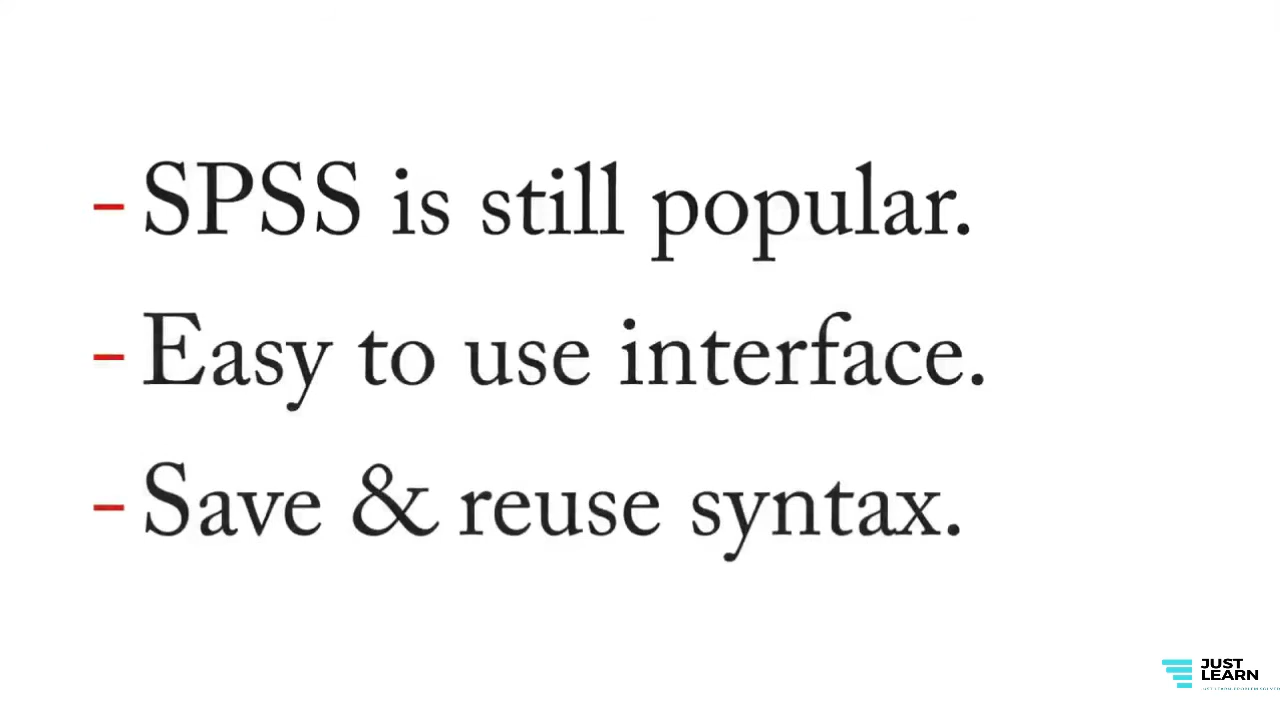 - SPSS is still popular.
- Easy to use interface.
- Save & reuse syntax.
JUST
LEARN